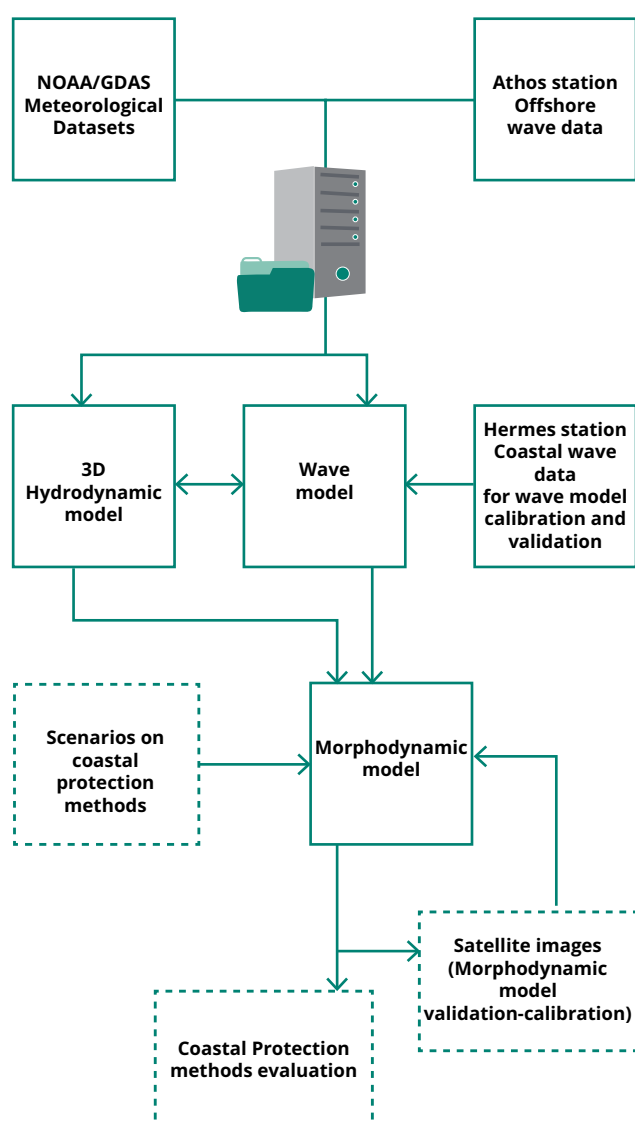 NOAA/GDAS
Meteorological
Datasets
Athos station
Offshore
wave data
3D
Hydrodynamic
model
Wave
model
Hermes station
Coastal wave
data
for wave model
calibration and
validation
Scenarios on
coastal
protection
methods
Morphodynamic
model
Satellite images
(Morphodynamic
model
validation-calibration)
Coastal Protection
methods evaluation